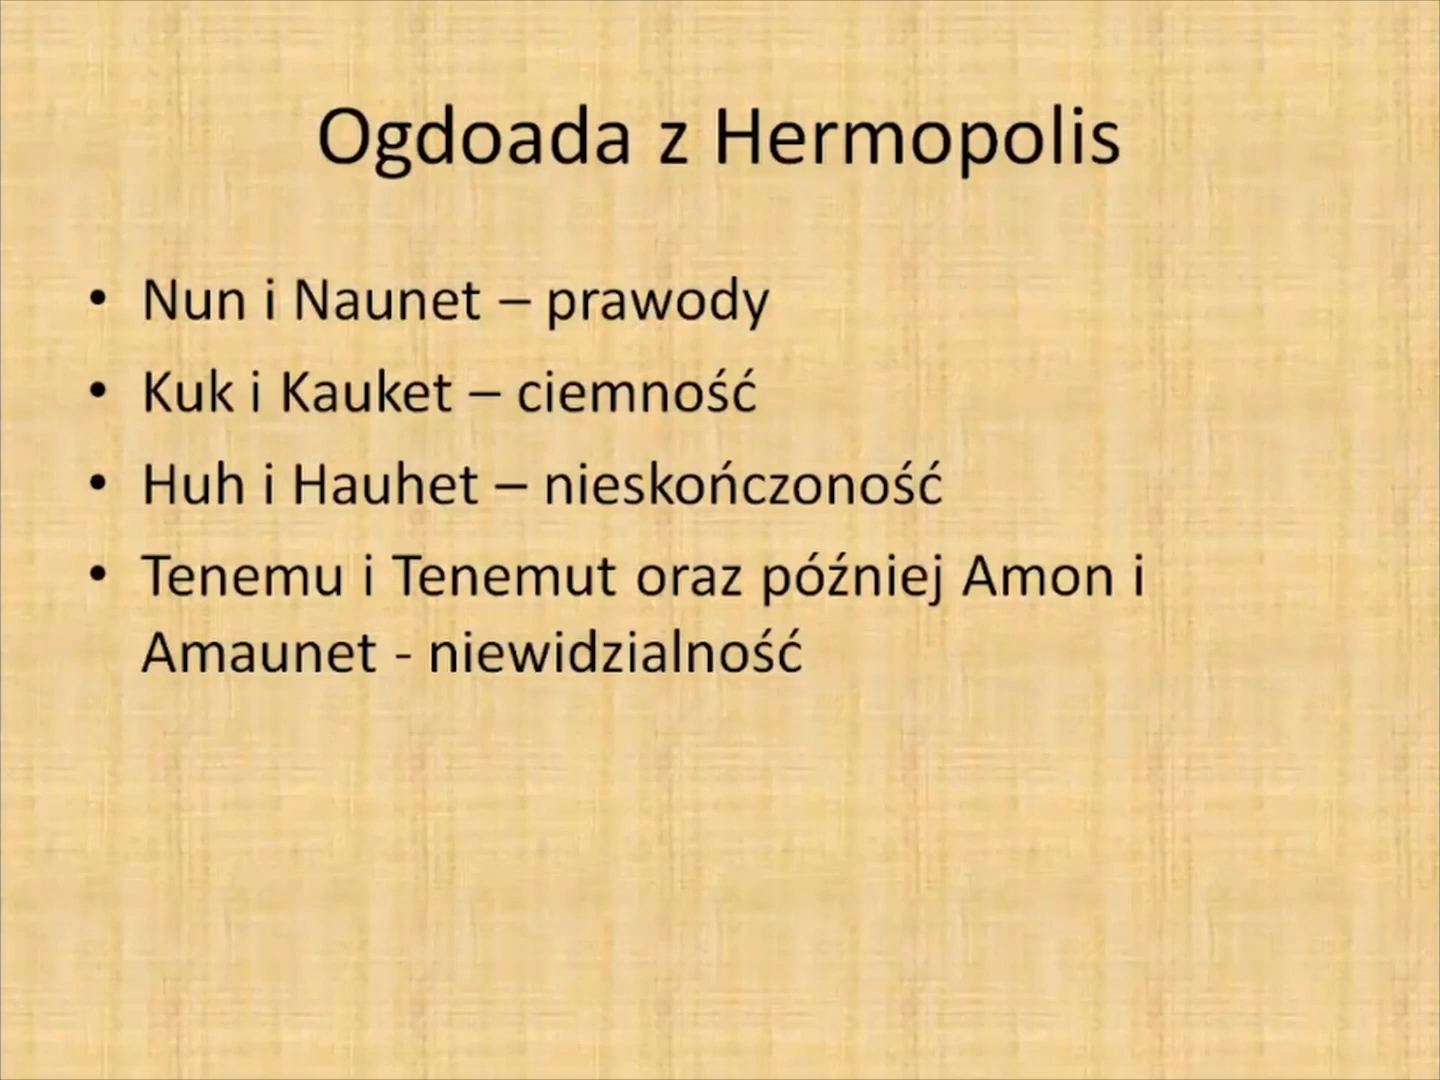 Ogdoada z Hermopolis
• Nun i Naunet – prawody
• Kuk i Kauket – ciemność
• Huh i Hauhet – nieskończoność
• Tenemu i Tenemut oraz później Amon i
Amaunet - niewidzialność